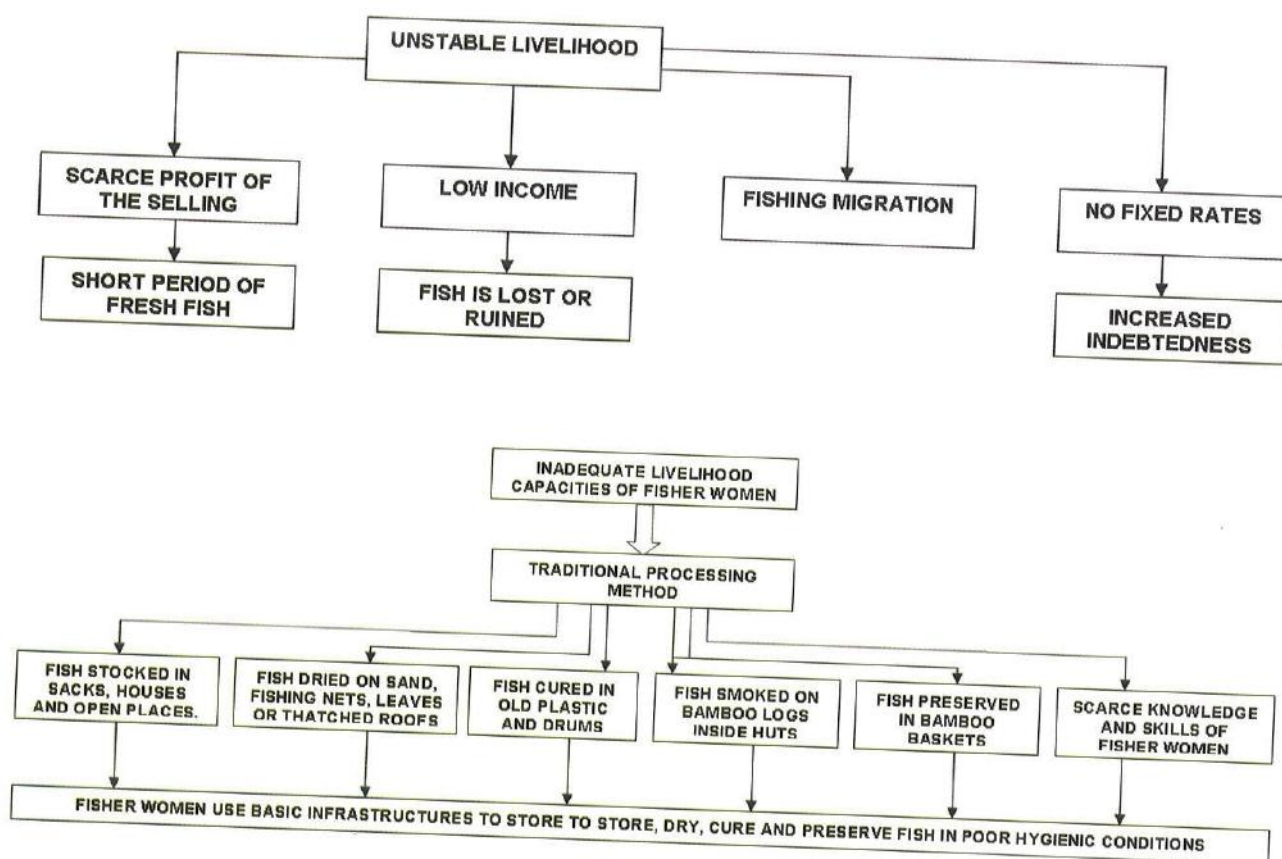 UNSTABLE LIVELIHOOD
SCARCE PROFIT OF
THE SELLING
LOW INCOME
FISHING MIGRATION
NO FIXED RATES
SHORT PERIOD OF
FRESH FISH
FISH IS LOST OR
RUINED
INCREASED
INDEBTEDNESS
INADEQUATE LIVELIHOOD
CAPACITIES OF FISHER WOMEN
TRADITIONAL PROCESSING
METHOD
FISH STOCKED IN
SACKS, HOUSES
AND OPEN PLACES.
FISH DRIED ON SAND,
FISHING NETS, LEAVES
OR THATCHED ROOFS
FISH CURED IN
OLD PLASTIC
AND DRUMS
FISH SMOKED ON
BAMBOO LOGS
INSIDE HUTS
FISH PRESERVED
IN BAMBOO
BASKETS
SCARCE KNOWLEDGE
AND SKILLS OF
FISHER WOMEN
FISHER WOMEN USE BASIC INFRASTRUCTURES TO STORE TO STORE, DRY, CURE AND PRESERVE FISH IN POOR HYGIENIC CONDITIONS